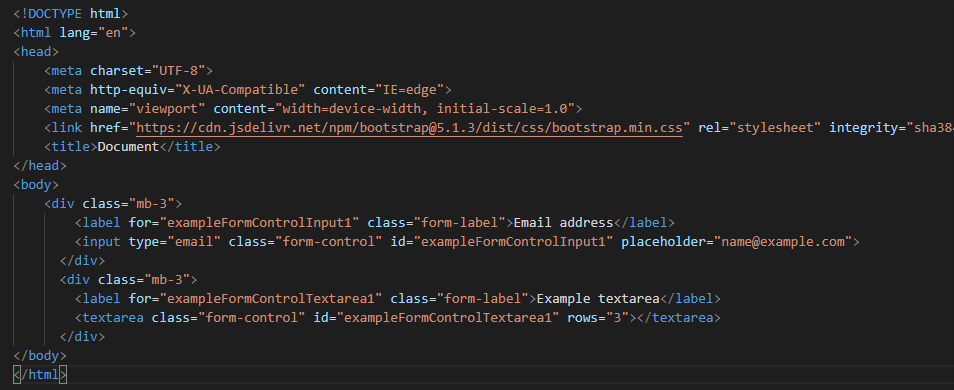 <!DOCTYPE html>
<html lang="en">
<head>
    <meta charset="UTF-8">
    <meta http-equiv="X-UA-Compatible" content="IE=edge">
    <meta name="viewport" content="width=device-width, initial-scale=1.0">
    <link href="https://cdn.jsdelivr.net/npm/bootstrap@5.1.3/dist/css/bootstrap.min.css" rel="stylesheet" integrity="sha384
    <title>Document</title>
</head>
<body>
    <div class="mb-3">
        <label for="exampleFormControlInput1" class="form-label">Email address</label>
        <input type="email" class="form-control" id="exampleFormControlInput1" placeholder="name@example.com">
      </div>
      <div class="mb-3">
        <label for="exampleFormControlTextarea1" class="form-label">Example textarea</label>
        <textarea class="form-control" id="exampleFormControlTextarea1" rows="3"></textarea>
      </div>
</body>
</html>